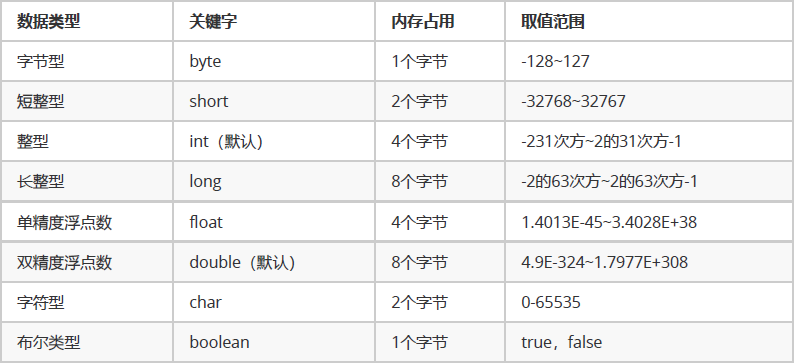 数据类型 关键字 内存占用 取值范围
字节型 byte 1个字节 -128~127
短整型 short 2个字节 -32768~32767
整型 int（默认） 4个字节 -231次方~2的31次方-1
长整型 long 8个字节 -2的63次方~2的63次方-1
单精度浮点数 float 4个字节 1.4013E-45~3.4028E+38
双精度浮点数 double（默认） 8个字节 4.9E-324~1.7977E+308
字符型 char 2个字节 0-65535
布尔类型 boolean 1个字节 true，false